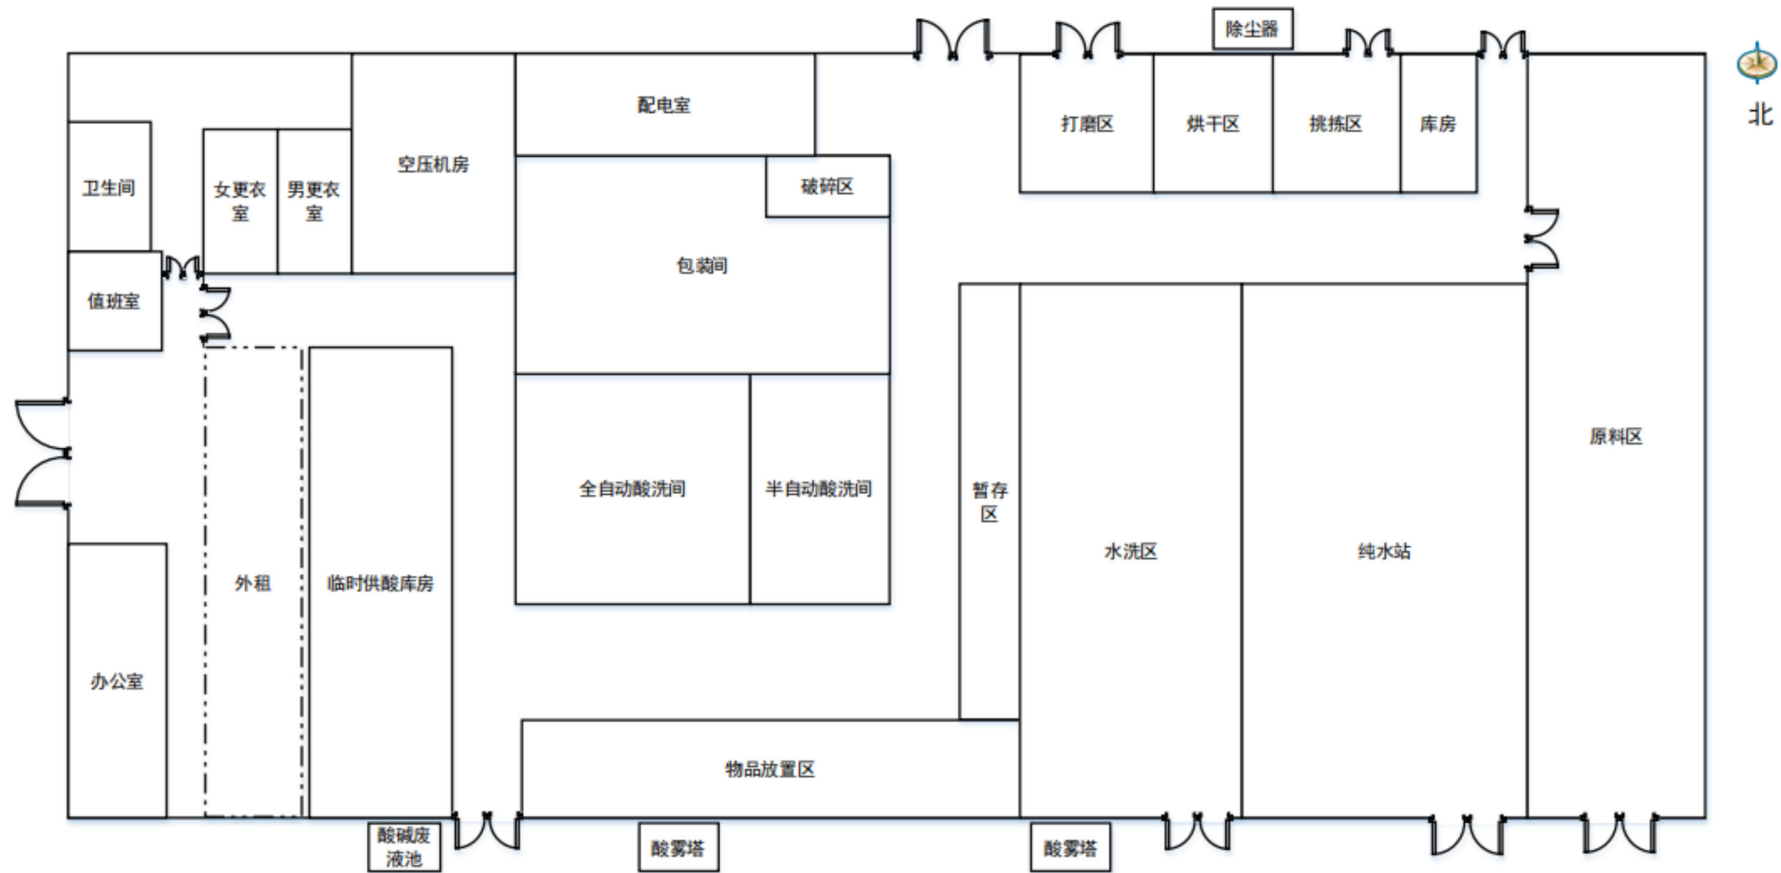 除尘器
北
配电室
打磨区
烘干区
挑拣区
库房
空压机房
卫生间
女更衣
室
男更衣
室
破碎区
包装间
值班室
原料区
全自动酸洗间
半自动酸洗间
暂存
区
水洗区
纯水站
外租
临时供酸库房
办公室
物品放置区
酸碱废
液池
酸雾塔
酸雾塔